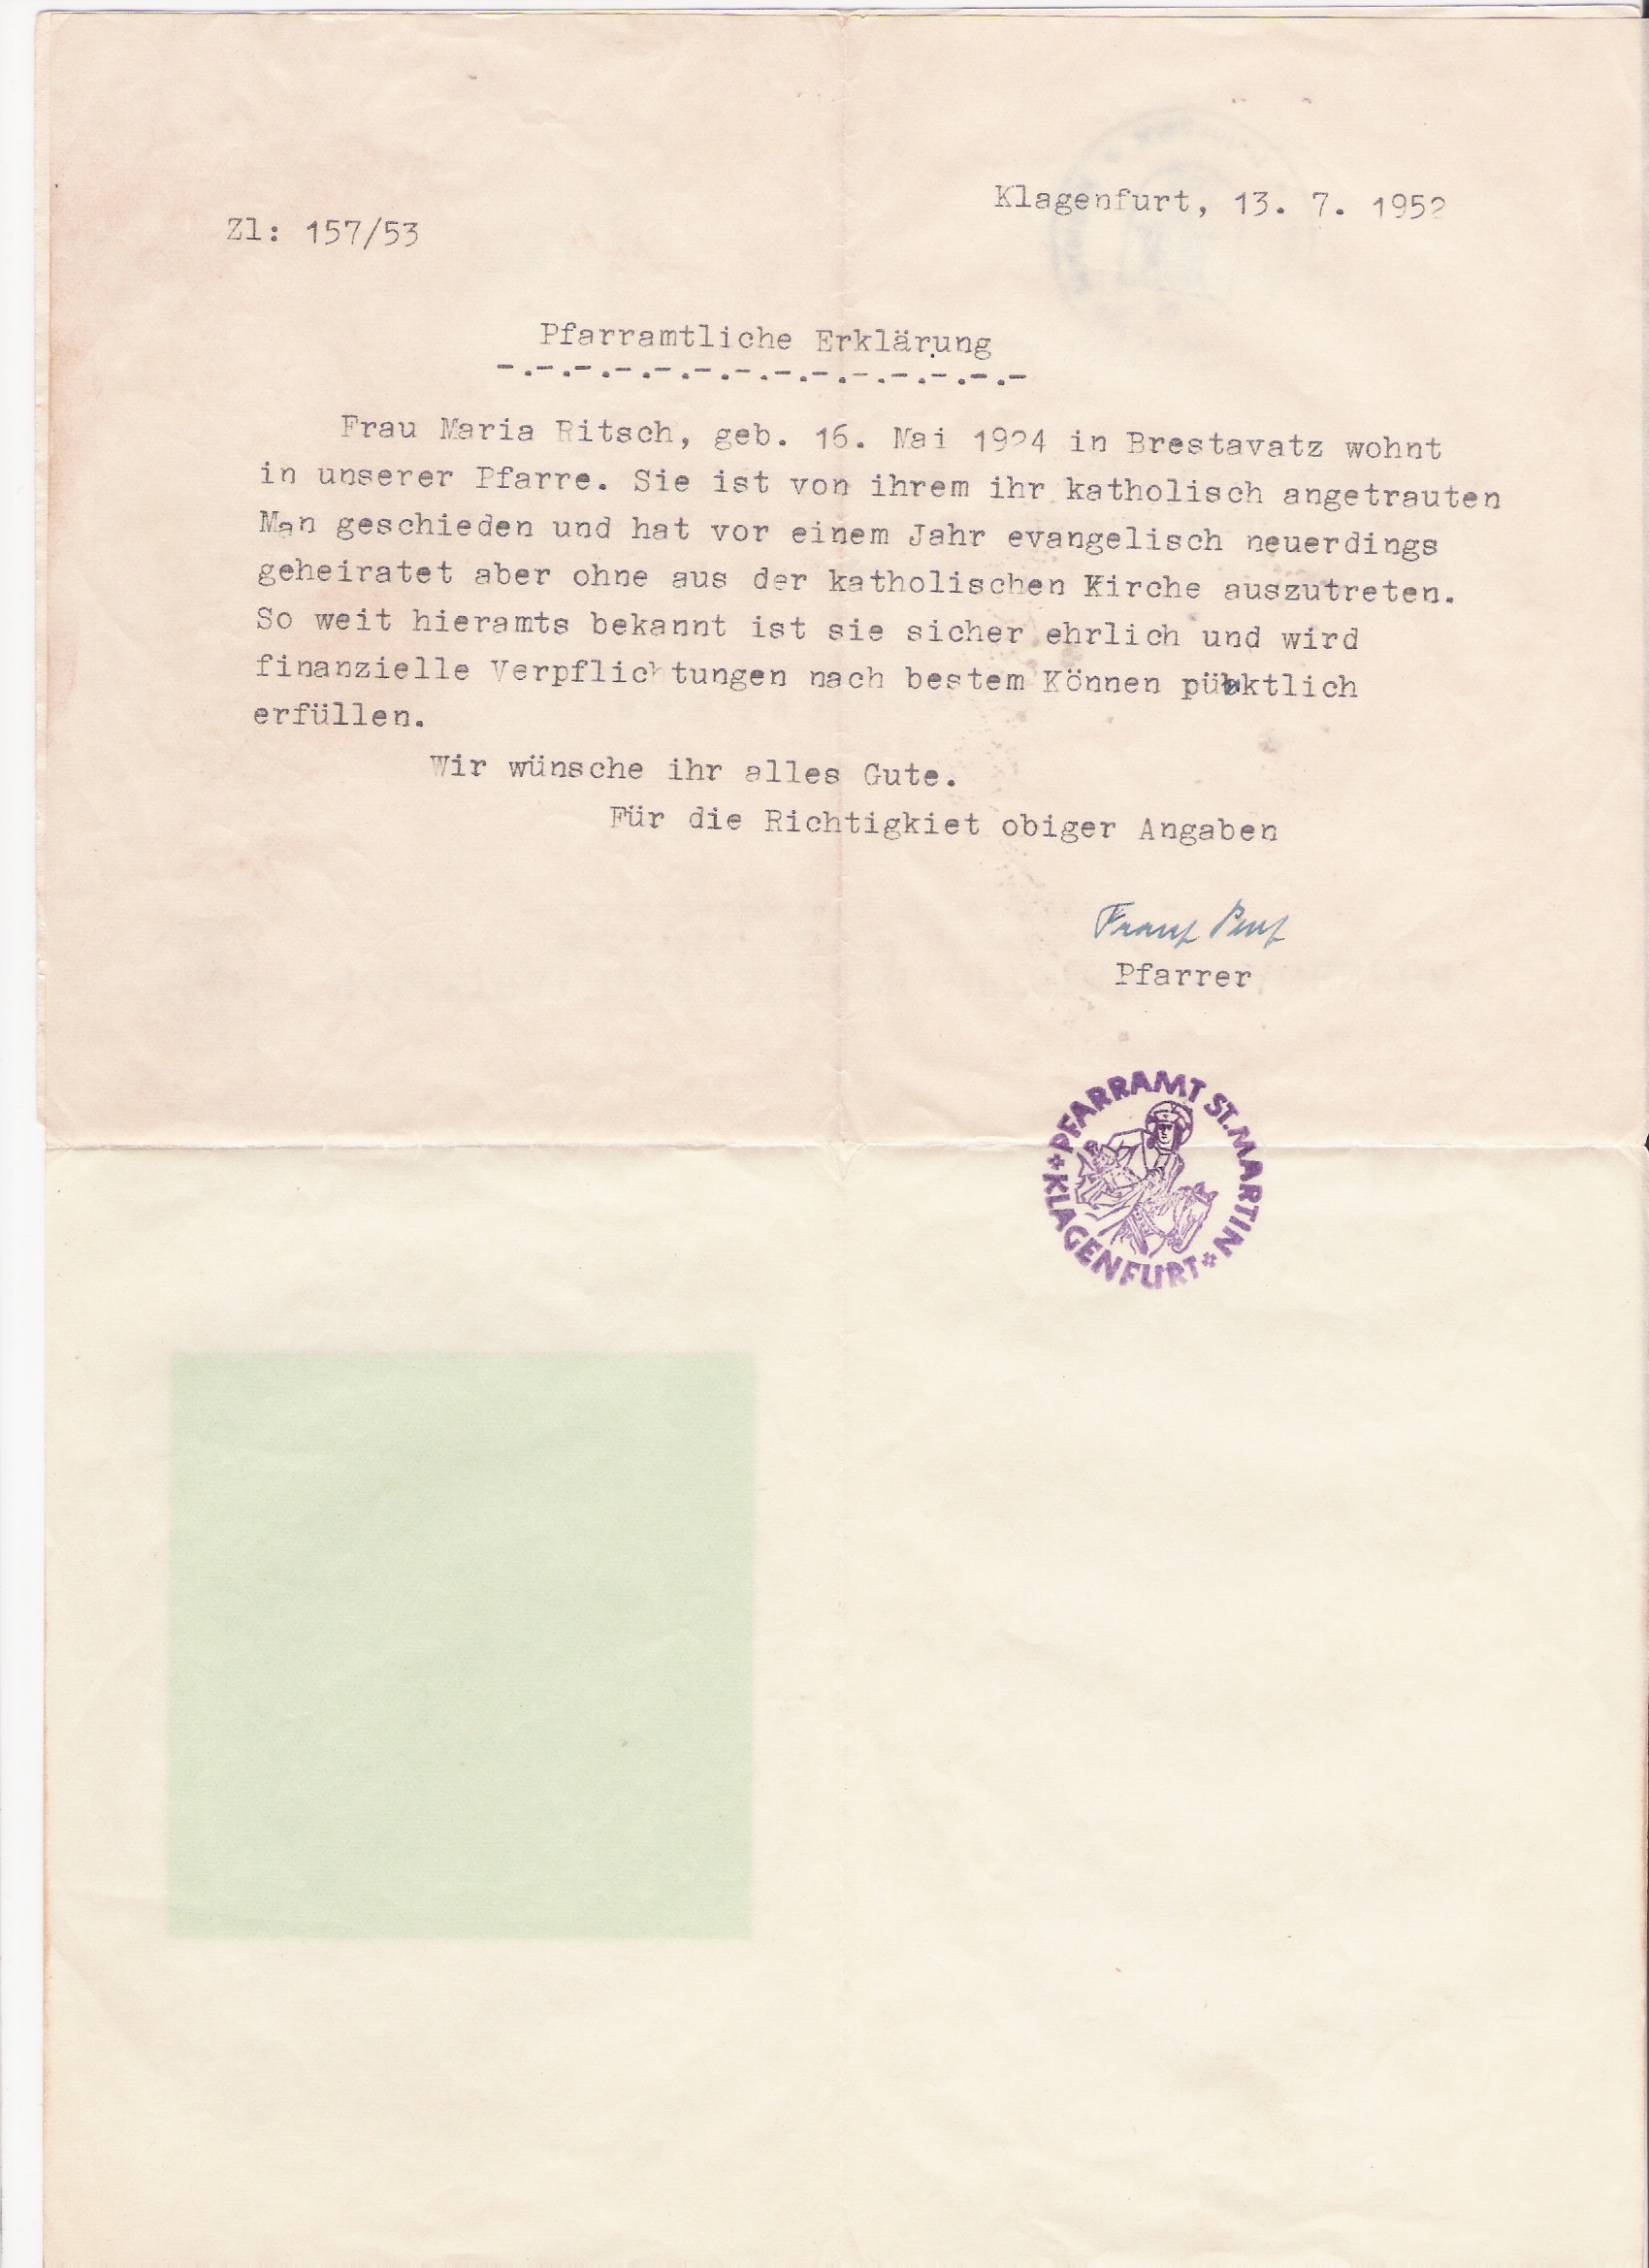 Klagenfurt, 13. 7. 1952
Zl: 157/53
Pfarramtliche Erklärung
Frau Maria Ritsch, geb. 16. Mai 1924 in Brestavatz wohnt
in unserer Pfarre. Sie ist von ihrem ihr katholisch angetrauten
Man geschieden und hat vor einem Jahr evangelisch neuerdings
geheiratet aber ohne aus der katholischen Kirche auszutreten.
So weit hieramts bekannt ist sie sicher ehrlich und wird
finanzielle Verpflichtungen nach bestem Können pünktlich
erfüllen.
Wir wünsche ihr alles Gute.
Für die Richtigkiet obiger Angaben
Franz
Pfarrer
PFARRAMT ST. MARTIN
KLAGENFURT